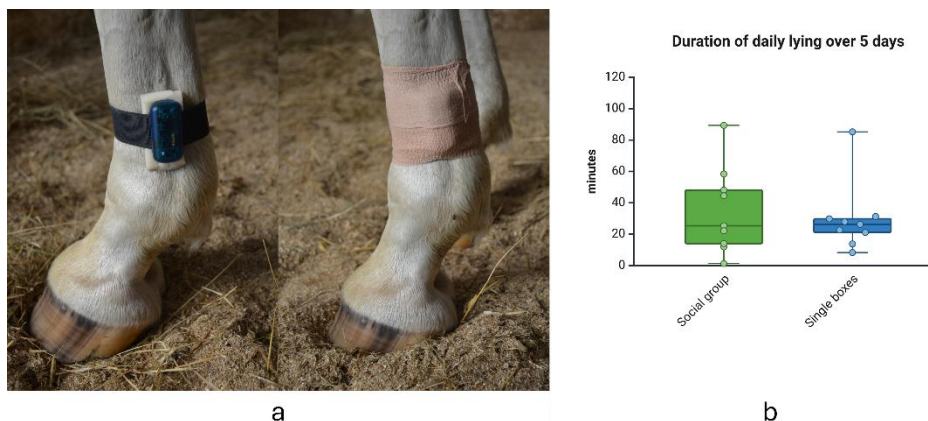 Duration of daily lying over 5 days
120
100
80
60
40
20
0
minutes
Social group
Single boxes
a
b